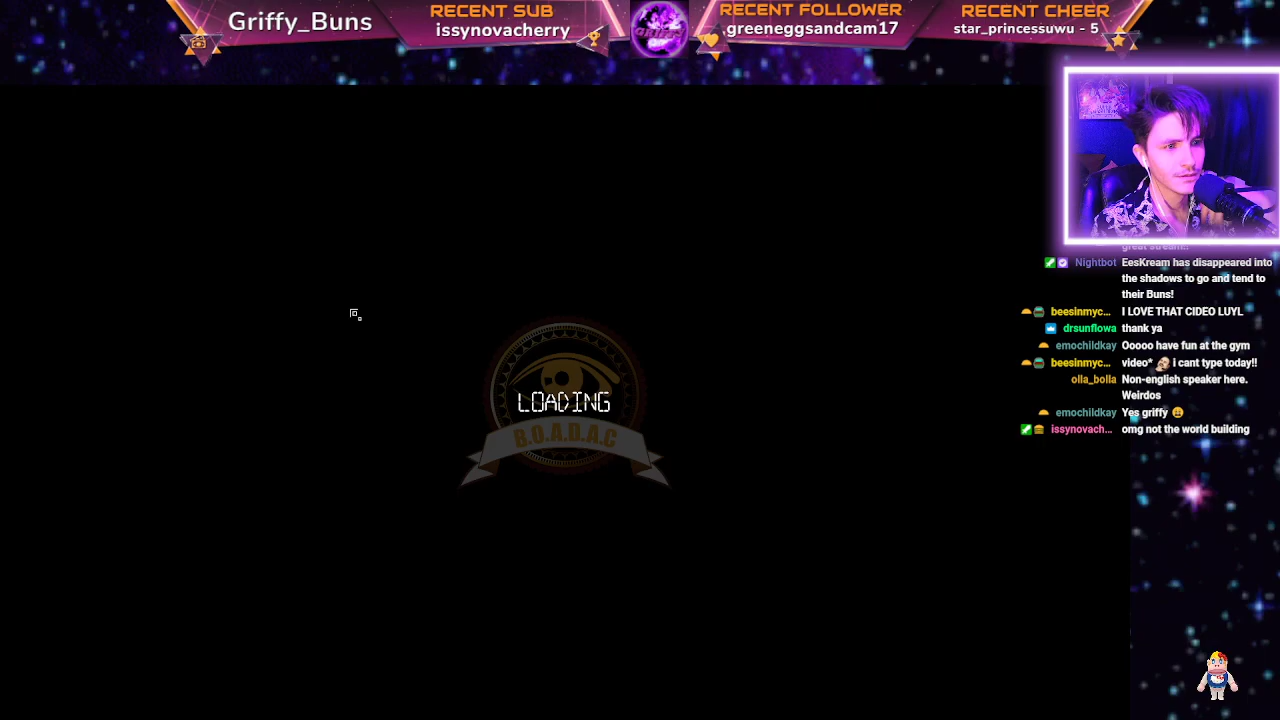 Griffy_Buns
RECENT SUB
issynovacherry
RECENT FOLLOWER
greeneggsandcam17
RECENT CHEER
star_princessuwu - 5
great stream!!
Nightbot EesKream has disappeared into
the shadows to go and tend to
their Buns!
beesinmyc... I LOVE THAT CIDEO LUYL
drsunflowa thank ya
emochildkay Ooooo have fun at the gym
beesinmyc... video* i cant type today!!
olla_bolla Non-english speaker here.
Weirdos
emochildkay Yes griffy
issynovach... omg not the world building
LOADING
B.O.A.D.A.C